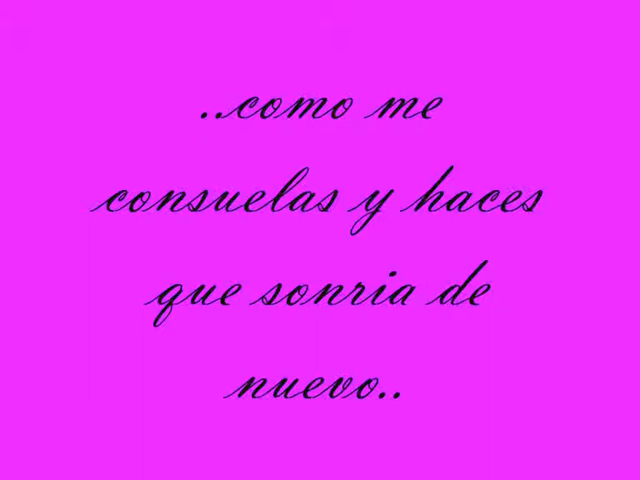 ..como me
consuelas y haces
que sonria de
nuevo..